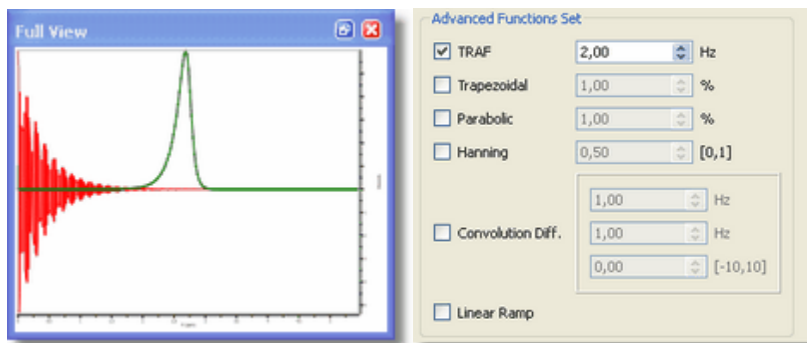 Full View
Advanced Functions Set
TRAF 2,00 Hz
Trapezoidal 1,00 %
Parabolic 1,00 %
Hanning 0,50 [0,1]
1,00 Hz
Convolution Diff. 1,00 Hz
0,00 [-10,10]
Linear Ramp